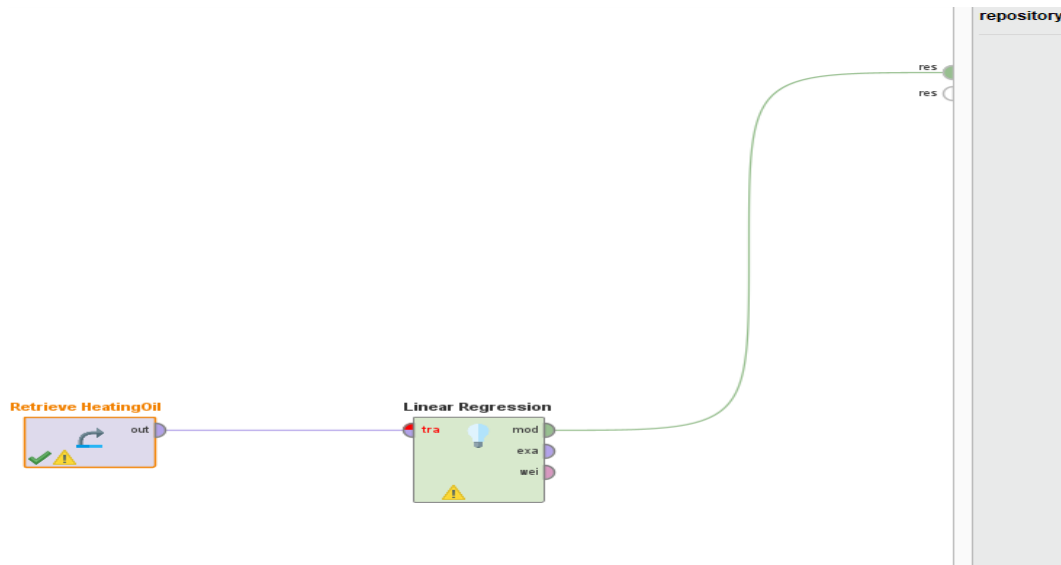 repository
res
res
Retrieve HeatingOil
out
Linear Regression
tra
mod
exa
wei